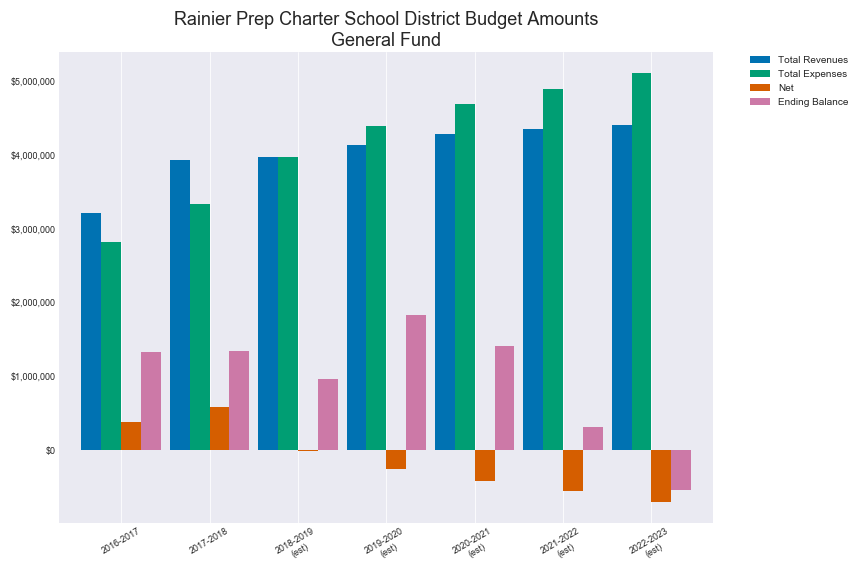 Rainier Prep Charter School District Budget Amounts
General Fund
Total Revenues
Total Expenses
Net
Ending Balance
$5,000,000
$4,000,000
$3,000,000
$2,000,000
$1,000,000
$0
2016-2017
2017-2018
2018-2019
(est)
2019-2020
(est)
2020-2021
(est)
2021-2022
(est)
2022-2023
(est)